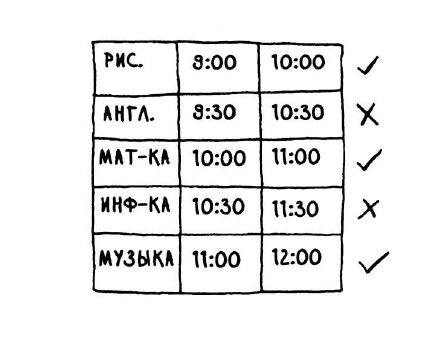 РИС. 9:00 10:00 ✓
АНГЛ. 9:30 10:30 ✗
МАТ-КА 10:00 11:00 ✓
ИНФ-КА 10:30 11:30 ✗
МУЗЫКА 11:00 12:00 ✓